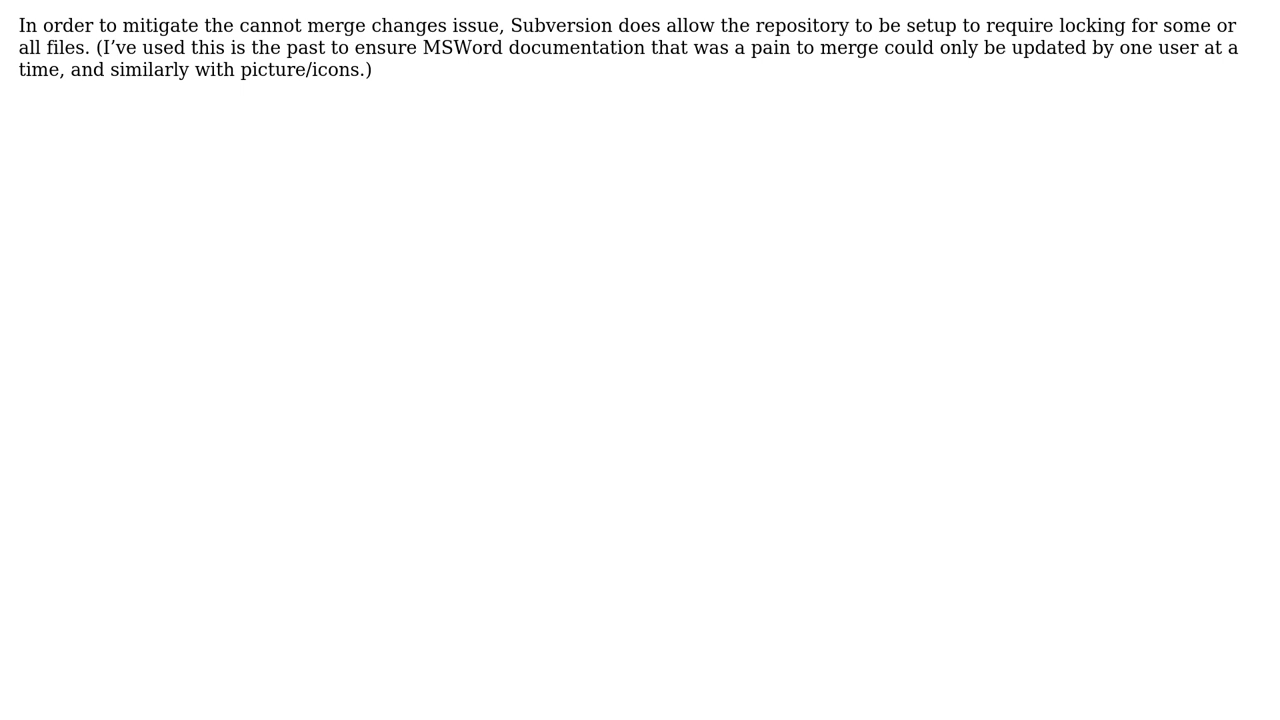 In order to mitigate the cannot merge changes issue, Subversion does allow the repository to be setup to require locking for some or
all files. (I’ve used this is the past to ensure MSWord documentation that was a pain to merge could only be updated by one user at a
time, and similarly with picture/icons.)